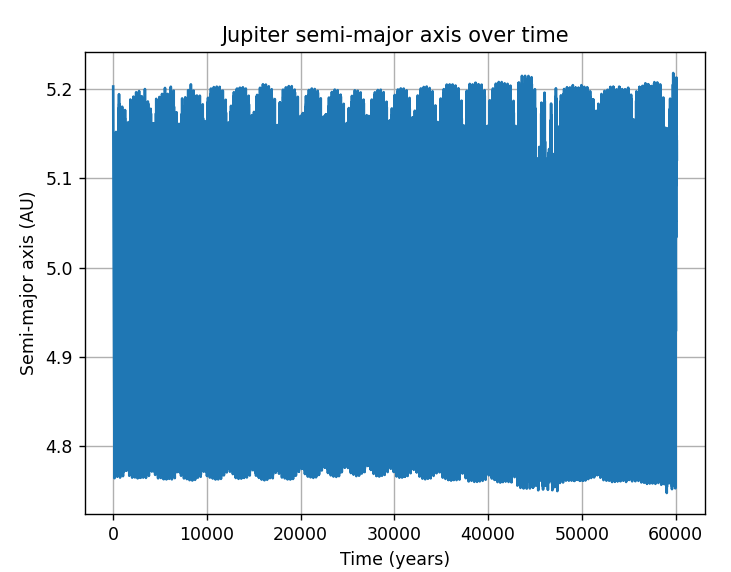 Jupiter semi-major axis over time
5.2
5.1
5.0
4.9
4.8
Semi-major axis (AU)
0 10000 20000 30000 40000 50000 60000
Time (years)